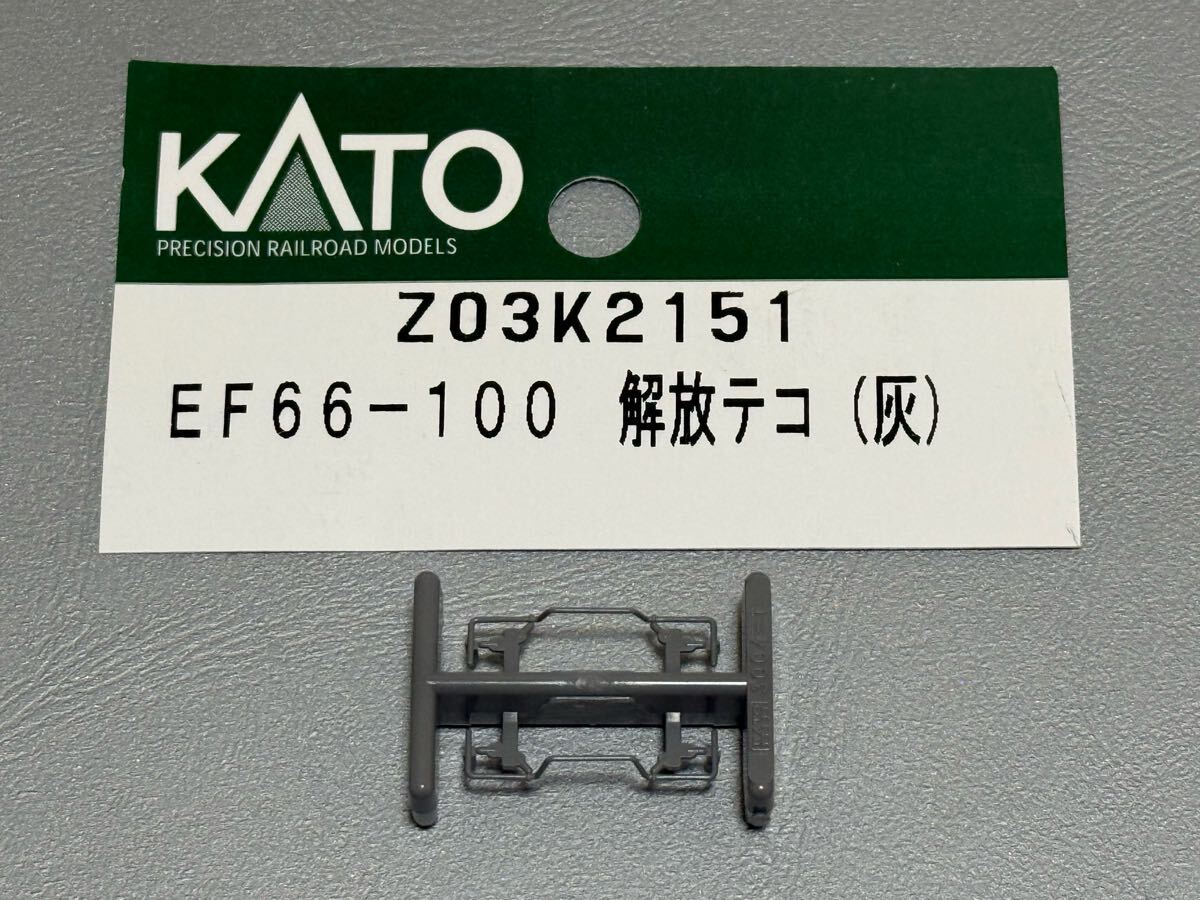 KATO
PRECISION RAILROAD MODELS
Z03K2151
EF66-100 解放テコ (灰)